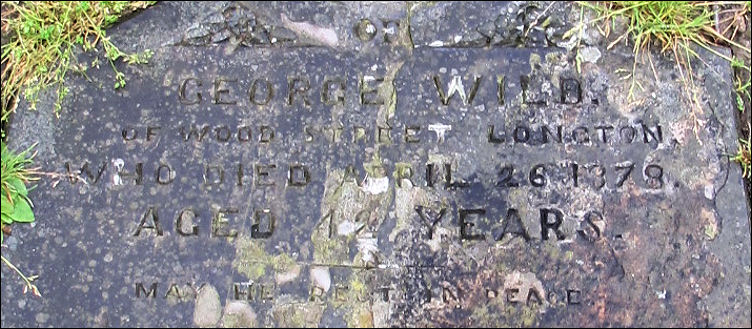 OF
GEORGE WILD.
OF WOOD STREET LONGTON,
WHO DIED APRIL 26 1878.
AGED 42 YEARS.
MAY HE REST IN PEACE